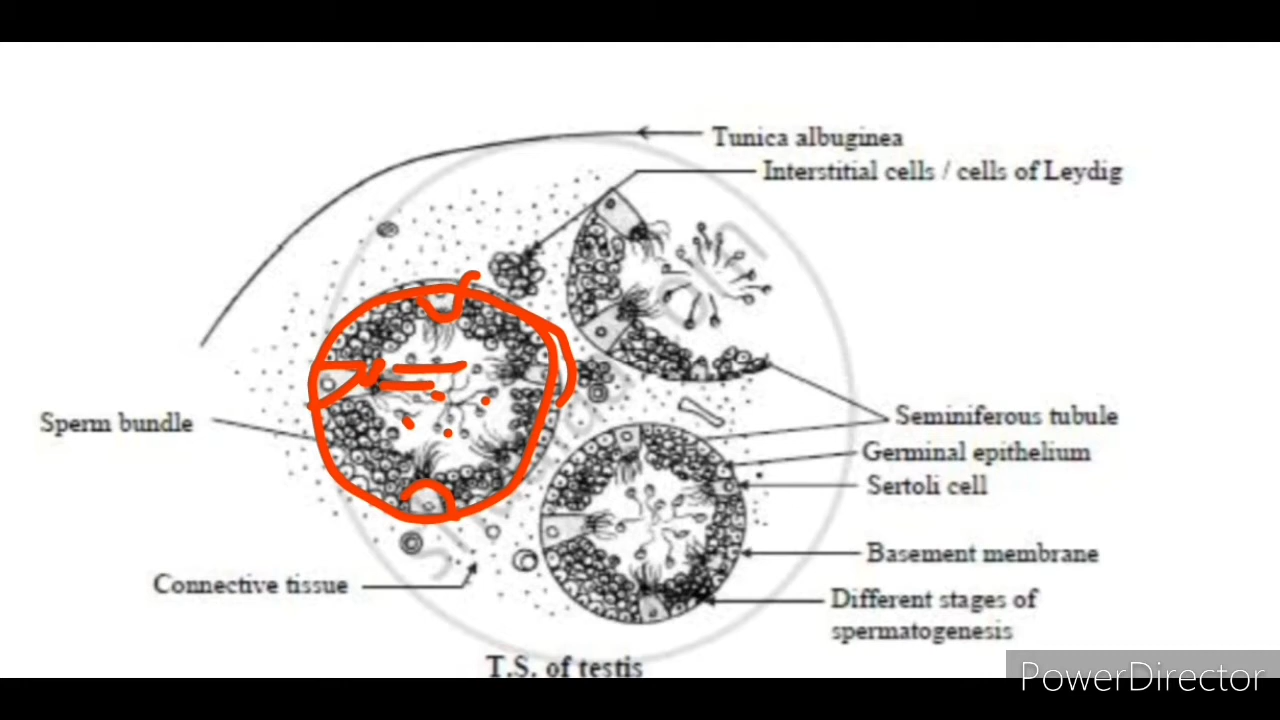 Tunica albuginea
Interstitial cells / cells of Leydig
Sperm bundle
Seminiferous tubule
Germinal epithelium
Sertoli cell
Basement membrane
Connective tissue
Different stages of
spermatogenesis
T.S. of testis
PowerDirector